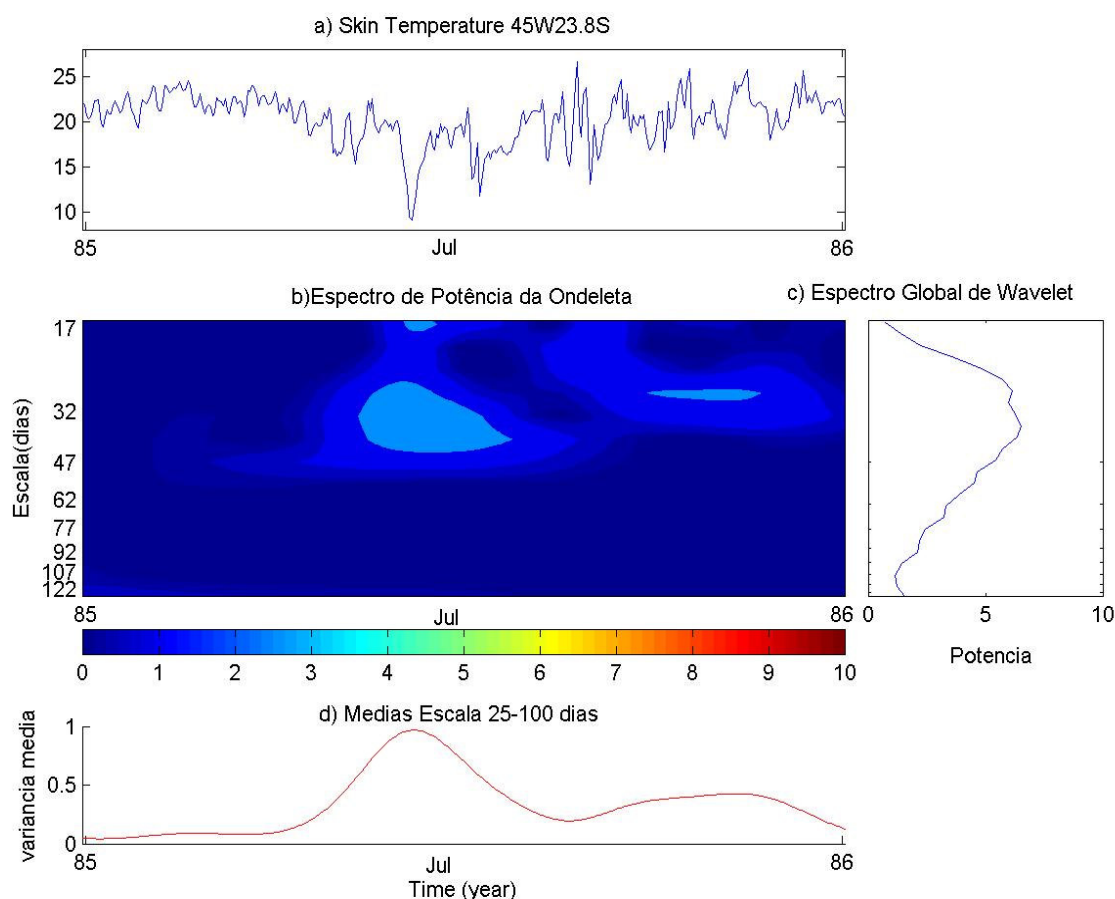 a) Skin Temperature 45W23.8S
25
20
15
10
85
Jul
86
b)Espectro de Potência da Ondeleta
Escala(dias)
17
32
47
62
77
92
107
122
85
Jul
86
0 1 2 3 4 5 6 7 8 9 10
c) Espectro Global de Wavelet
0 5 10
Potencia
d) Medias Escala 25-100 dias
variancia media
1
0.5
0
85
Jul
86
Time (year)